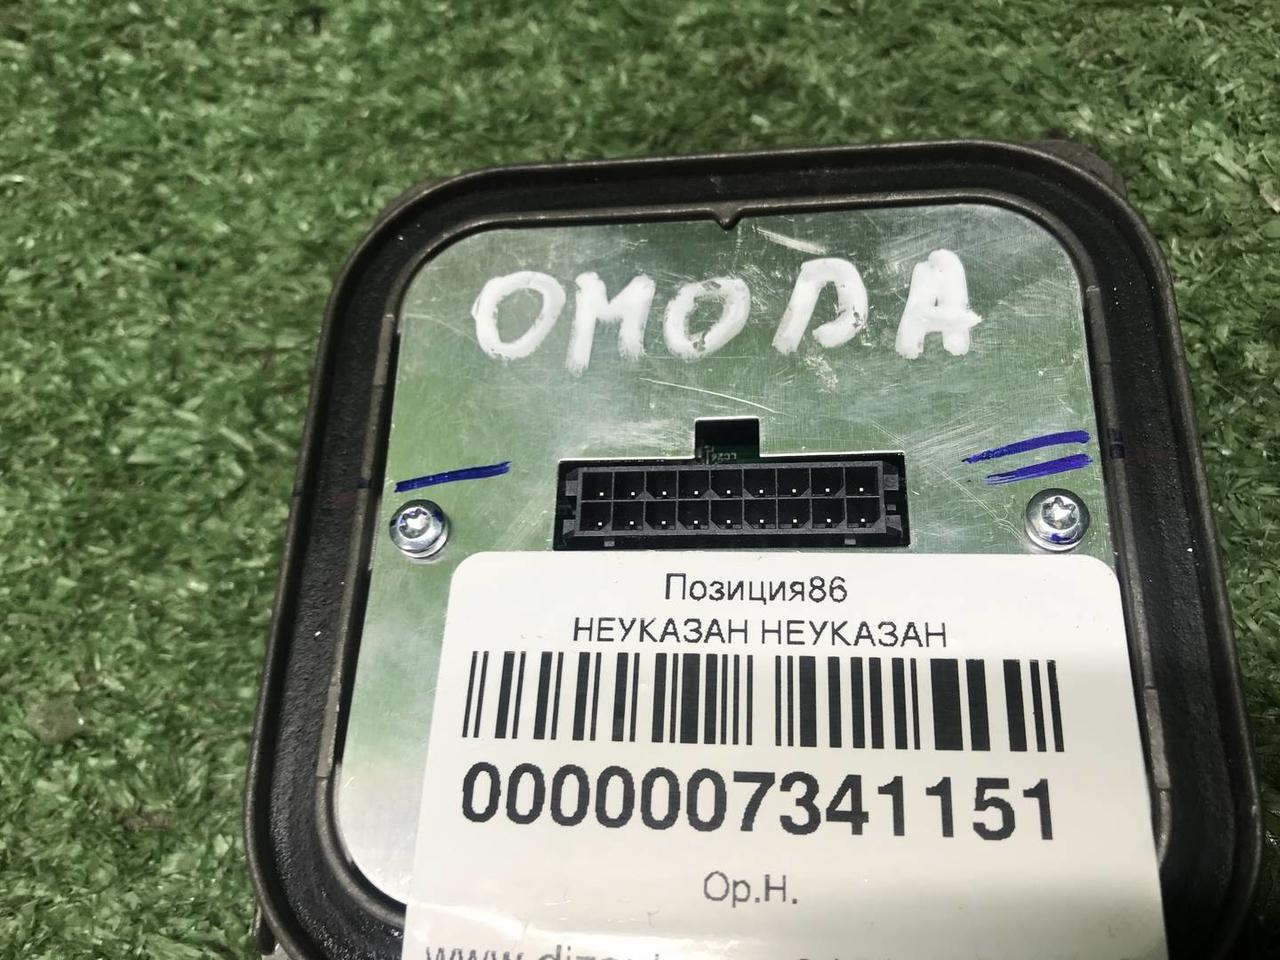 OMODA
Позиция86
НЕУКАЗАН НЕУКАЗАН
0000007341151
Ор.Н.